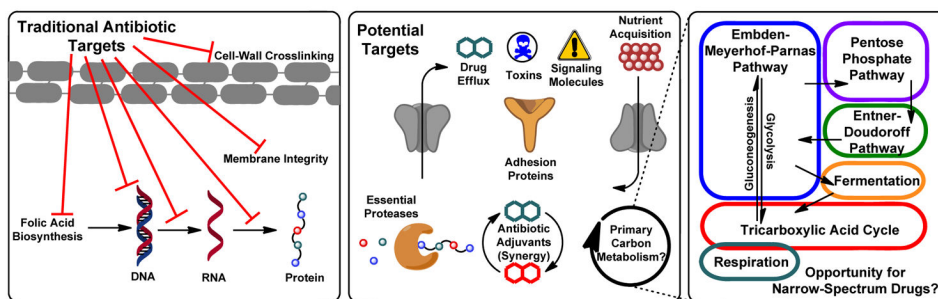 Traditional Antibiotic
Targets
Cell-Wall Crosslinking
Membrane Integrity
Folic Acid
Biosynthesis
DNA
RNA
Protein
Potential
Targets
Drug
Efflux
Toxins
Signaling
Molecules
Nutrient
Acquisition
Adhesion
Proteins
Essential
Proteases
Antibiotic
Adjuvants
(Synergy)
Primary
Carbon
Metabolism?
Embden-
Meyerhof-Parnas
Pathway
Pentose
Phosphate
Pathway
Entner-
Doudoroff
Pathway
Gluconeogenesis
Glycolysis
Fermentation
Tricarboxylic Acid Cycle
Respiration
Opportunity for
Narrow-Spectrum Drugs?